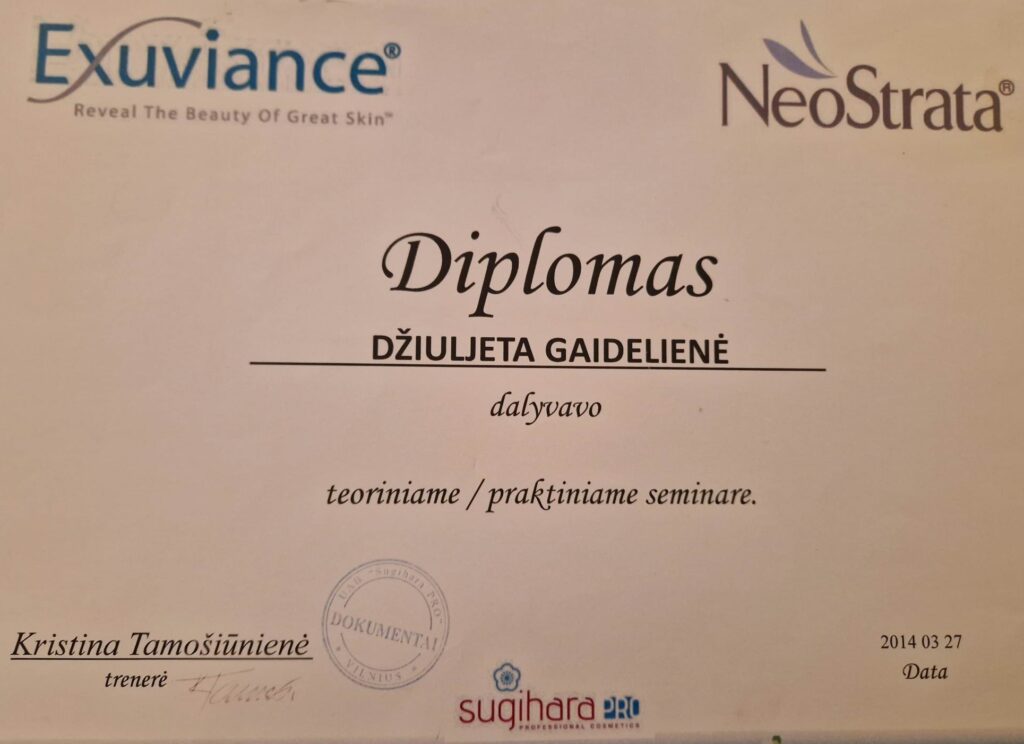 Exuviance®
Reveal The Beauty Of Great Skin™
NeoStrata®
Diplomas
DŽIULJETA GAIDELIENĖ
dalyvavo
teoriniame / praktiniame seminare.
UAB "Sugihara PRO"
DOKUMENTAI
VILNIUS
Kristina Tamošiūnienė
trenerė
2014 03 27
Data
sugihara PRO
PROFESSIONAL COSMETICS